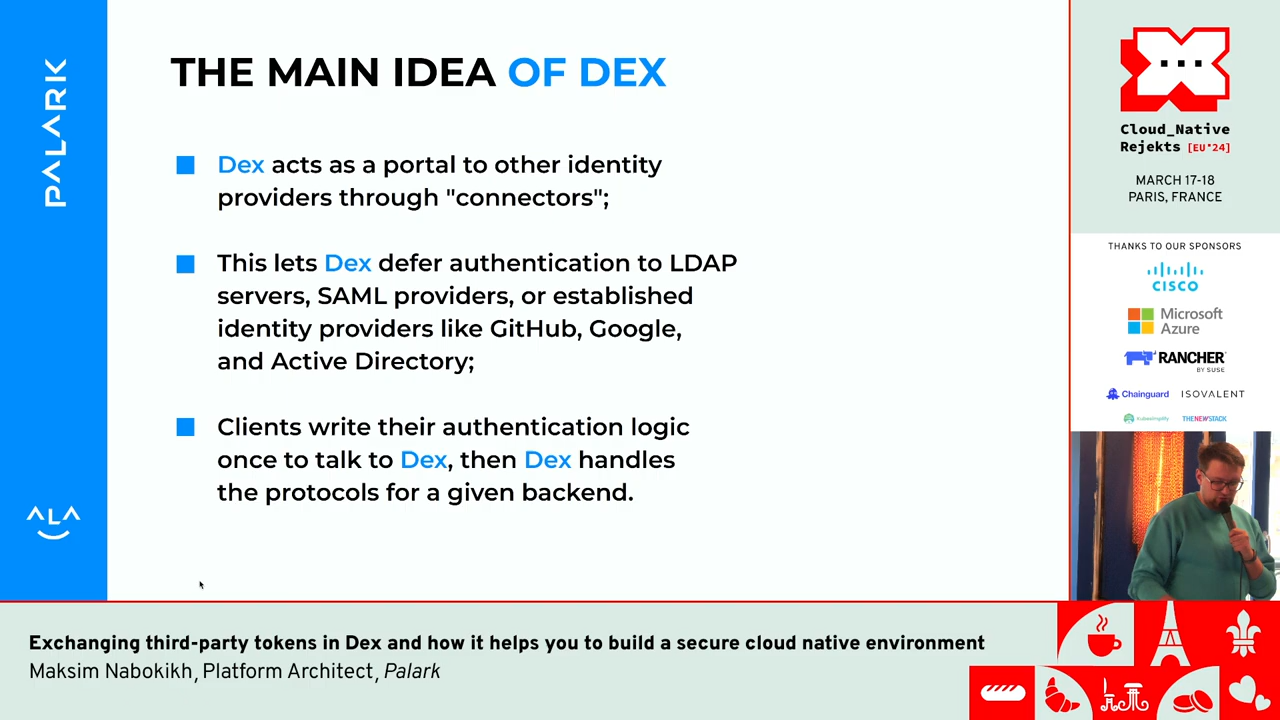 PALARK
THE MAIN IDEA OF DEX
Dex acts as a portal to other identity
providers through "connectors";
This lets Dex defer authentication to LDAP
servers, SAML providers, or established
identity providers like GitHub, Google,
and Active Directory;
Clients write their authentication logic
once to talk to Dex, then Dex handles
the protocols for a given backend.
Cloud_Native
Rejekts [EU*24]
MARCH 17-18
PARIS, FRANCE
THANKS TO OUR SPONSORS
CISCO
Microsoft
Azure
RANCHER
BY SUSE
Chainguard ISOVALENT
Kubesimplify THENEWSTACK
Exchanging third-party tokens in Dex and how it helps you to build a secure cloud native environment
Maksim Nabokikh, Platform Architect, Palark